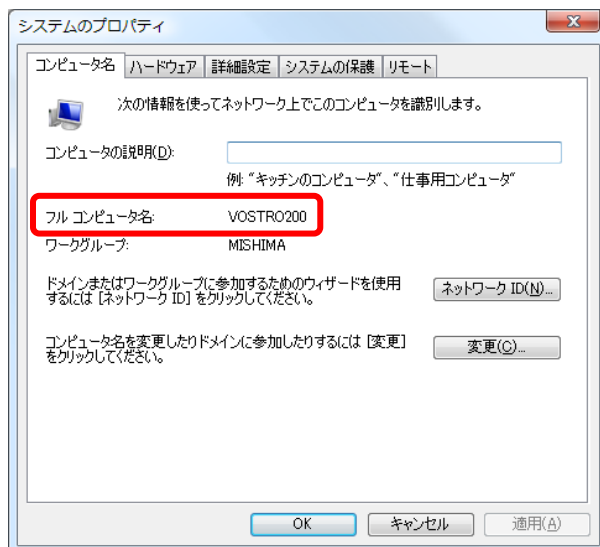 システムのプロパティ
コンピュータ名 ハードウェア 詳細設定 システムの保護 リモート
次の情報を使ってネットワーク上でこのコンピュータを識別します。
コンピュータの説明(D):
例: "キッチンのコンピュータ"、"仕事用コンピュータ"
フル コンピュータ名: VOSTRO200
ワークグループ: MISHIMA
ドメインまたはワークグループに参加するためのウィザードを使用
するには [ネットワーク ID] をクリックしてください。
ネットワーク ID(N)...
コンピュータ名を変更したりドメインに参加したりするには [変更]
をクリックしてください。
変更(C)...
OK キャンセル 適用(A)